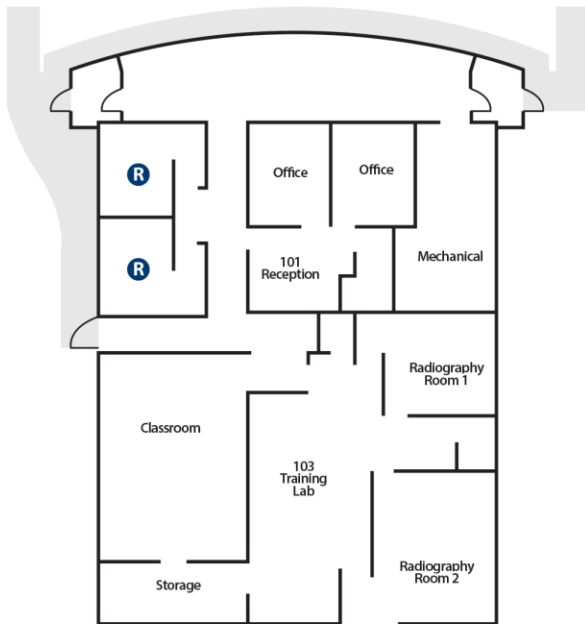 R
Office
Office
R
101
Reception
Mechanical
Radiography
Room 1
Classroom
103
Training
Lab
Storage
Radiography
Room 2